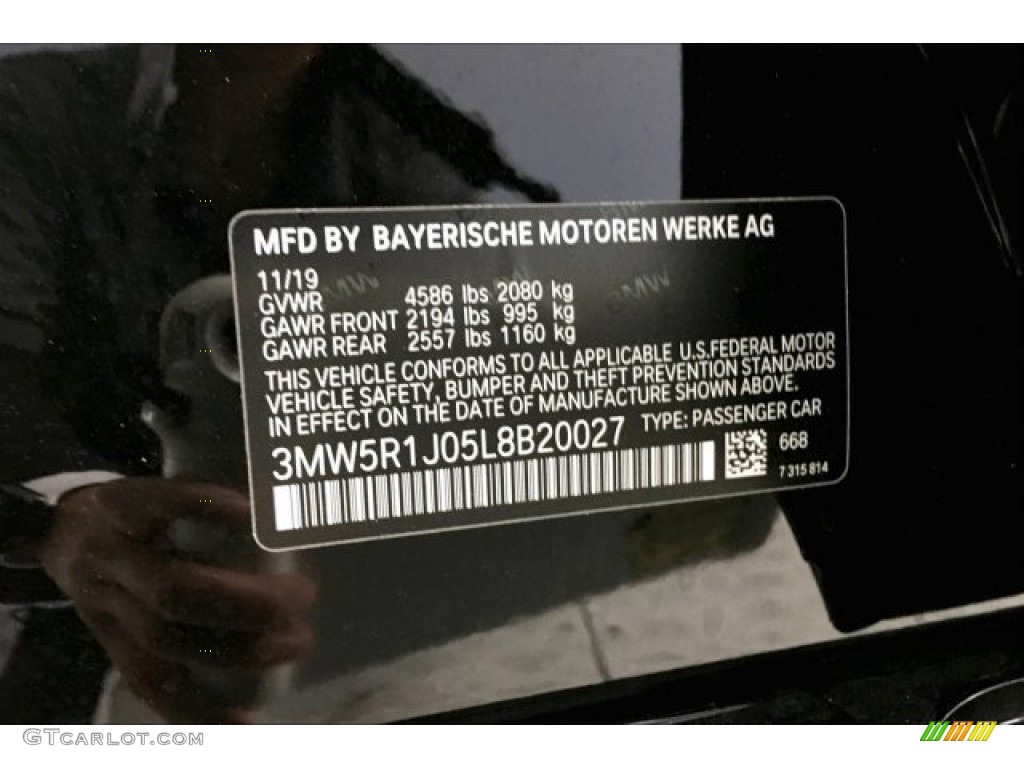 MFD BY BAYERISCHE MOTOREN WERKE AG
11/19
GVWR 4586 lbs 2080 kg
GAWR FRONT 2194 lbs 995 kg
GAWR REAR 2557 lbs 1160 kg
THIS VEHICLE CONFORMS TO ALL APPLICABLE U.S.FEDERAL MOTOR
VEHICLE SAFETY, BUMPER AND THEFT PREVENTION STANDARDS
IN EFFECT ON THE DATE OF MANUFACTURE SHOWN ABOVE.
3MW5R1J05L8B20027 TYPE: PASSENGER CAR
668
7 315 814
BMW
BMW
GTcarlot.com